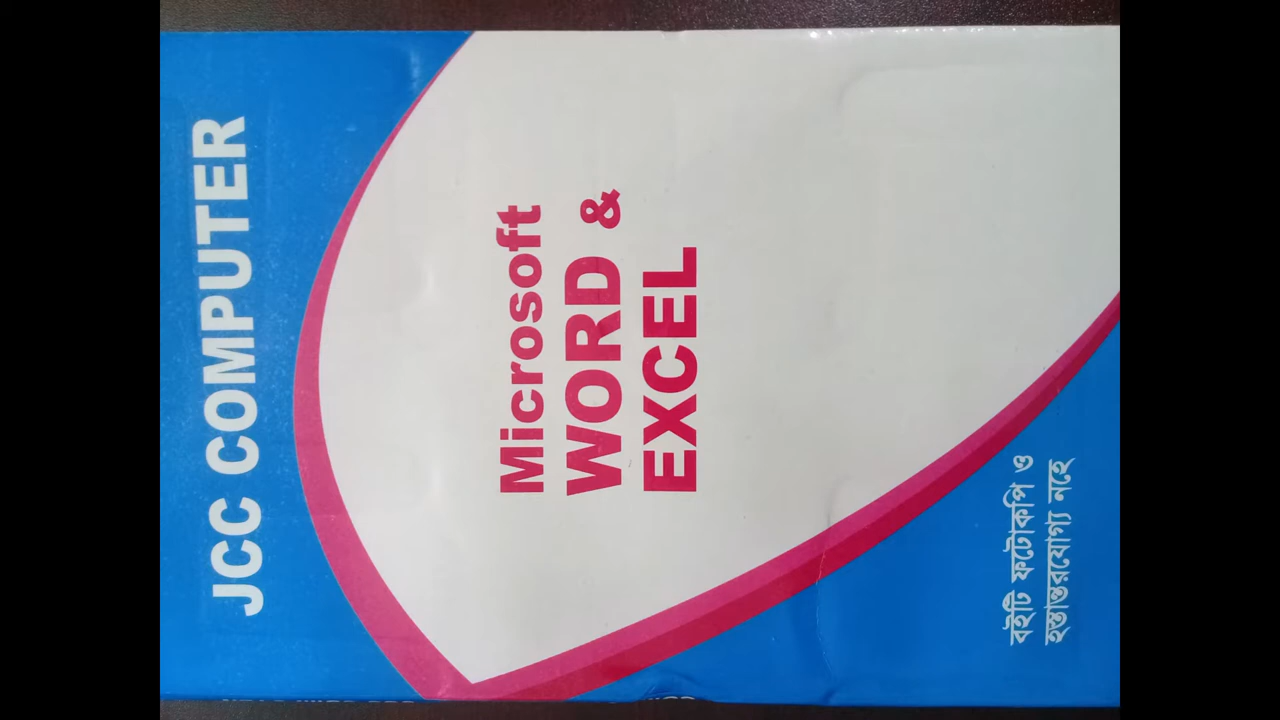 JCC COMPUTER
Microsoft
WORD &
EXCEL
বইটি ফটোকপি ও
হস্তান্তরযোগ্য নহে